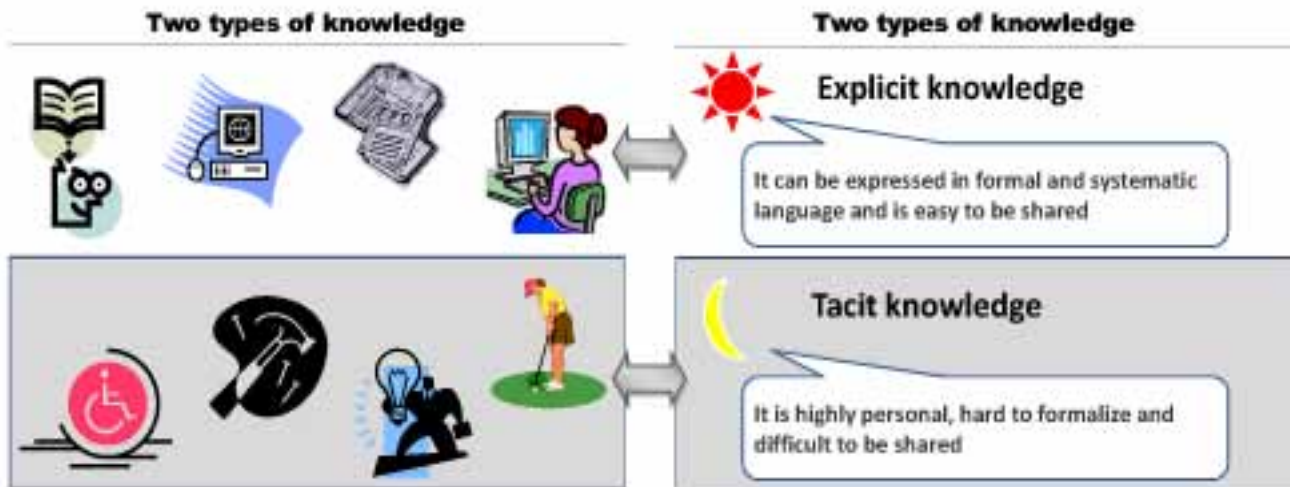 Two types of knowledge
Two types of knowledge
Explicit knowledge
It can be expressed in formal and systematic
language and is easy to be shared
Tacit knowledge
It is highly personal, hard to formalize and
difficult to be shared